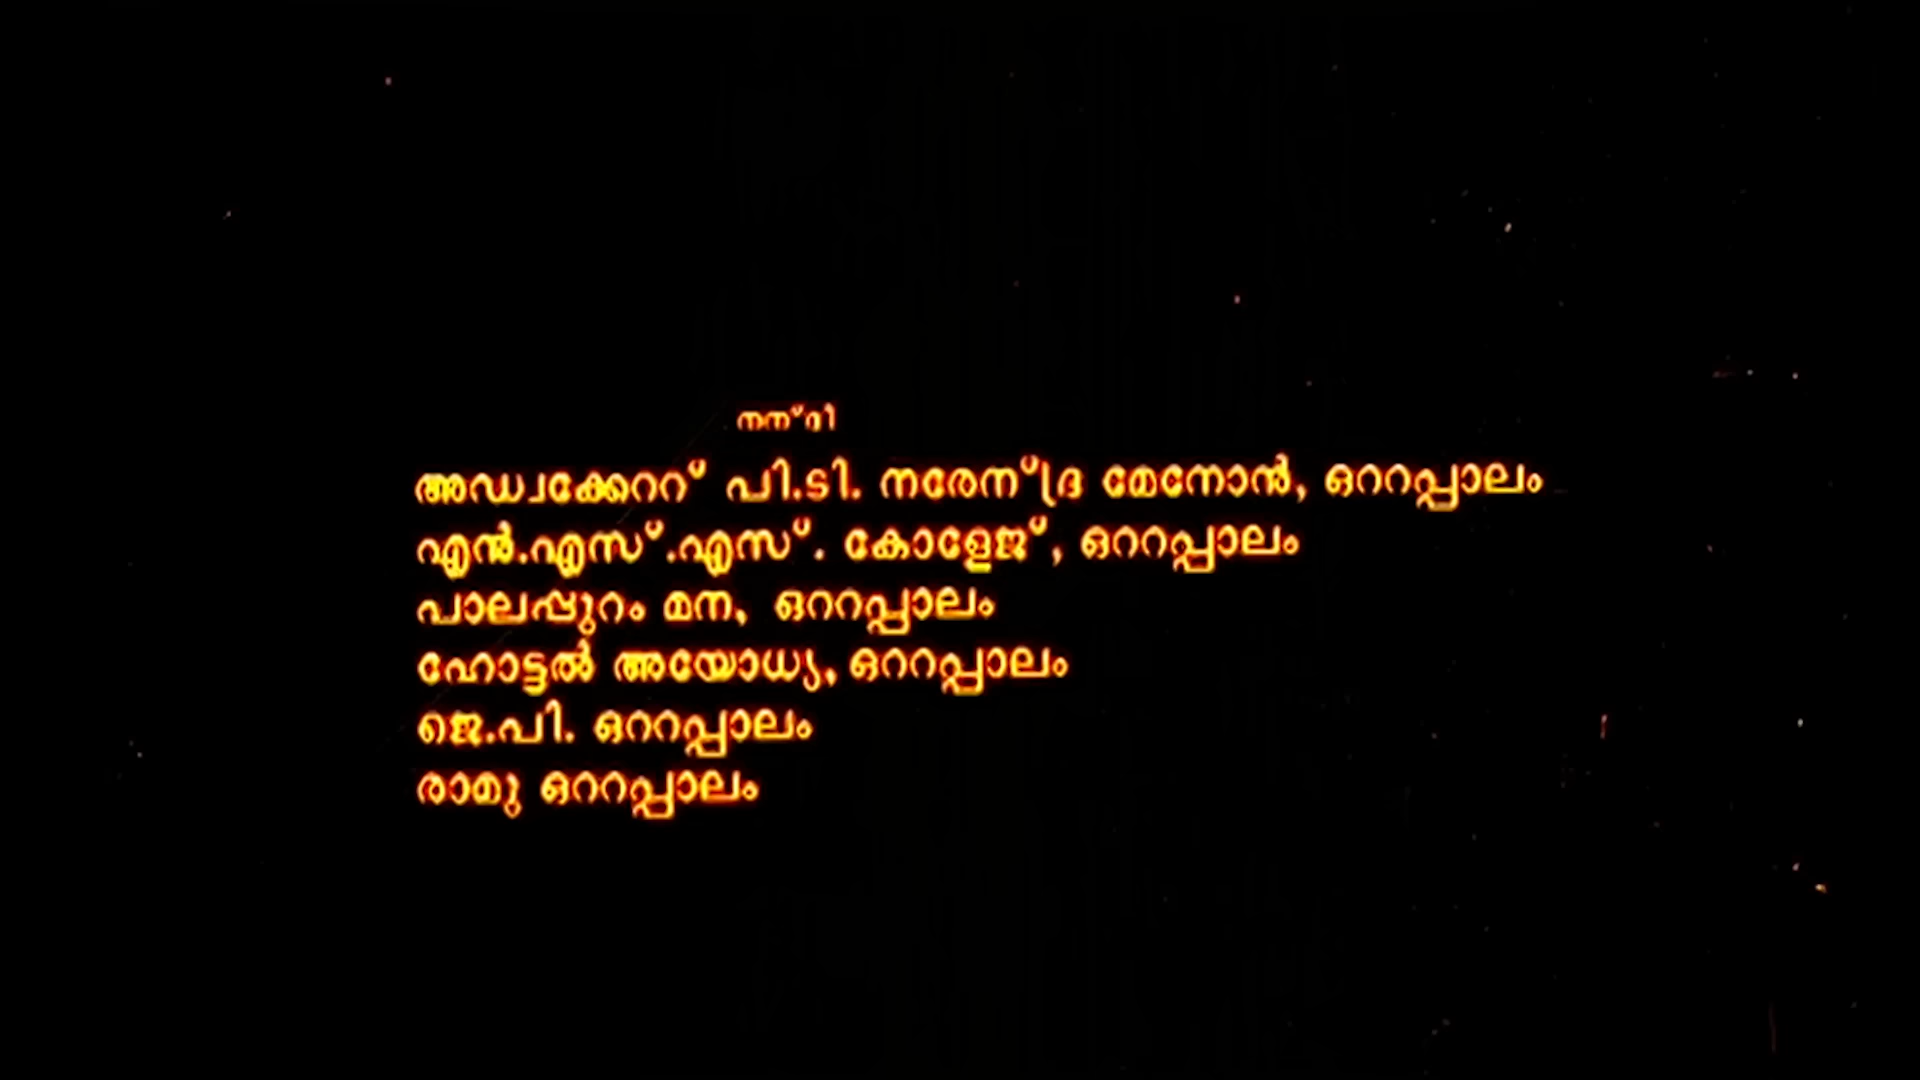 നന്ദി
അഡ്വക്കേററ് പി.ടി. നരേന്ദ്ര മേനോൻ, ഒററപ്പാലം
എൻ.എസ്.എസ്. കോളേജ്, ഒററപ്പാലം
പാലപ്പുറം മന, ഒററപ്പാലം
ഹോട്ടൽ അയോധ്യ, ഒററപ്പാലം
ജെ.പി. ഒററപ്പാലം
രാമു ഒററപ്പാലം